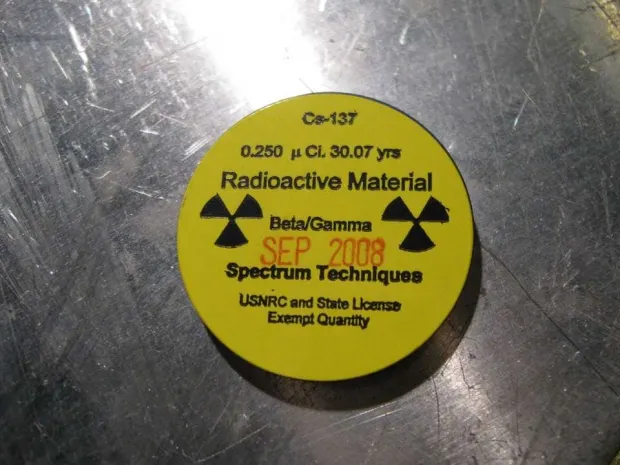 Cs-137
0.250 μ Ci. 30.07 yrs
Radioactive Material
Beta/Gamma
SEP 2008
Spectrum Techniques
USNRC and State License
Exempt Quantity